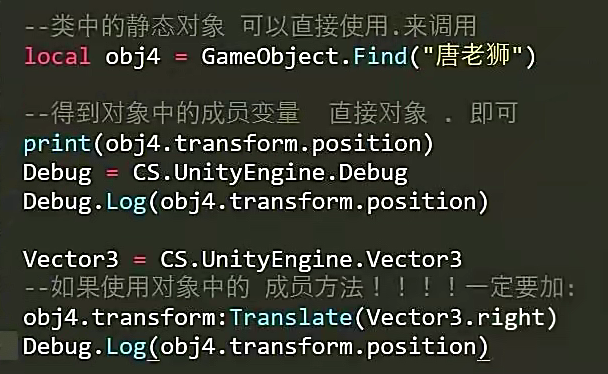 --类中的静态对象 可以直接使用.来调用
local obj4 = GameObject.Find("唐老狮")
--得到对象中的成员变量  直接对象 . 即可
print(obj4.transform.position)
Debug = CS.UnityEngine.Debug
Debug.Log(obj4.transform.position)
Vector3 = CS.UnityEngine.Vector3
--如果使用对象中的 成员方法！！！！一定要加:
obj4.transform:Translate(Vector3.right)
Debug.Log(obj4.transform.position)